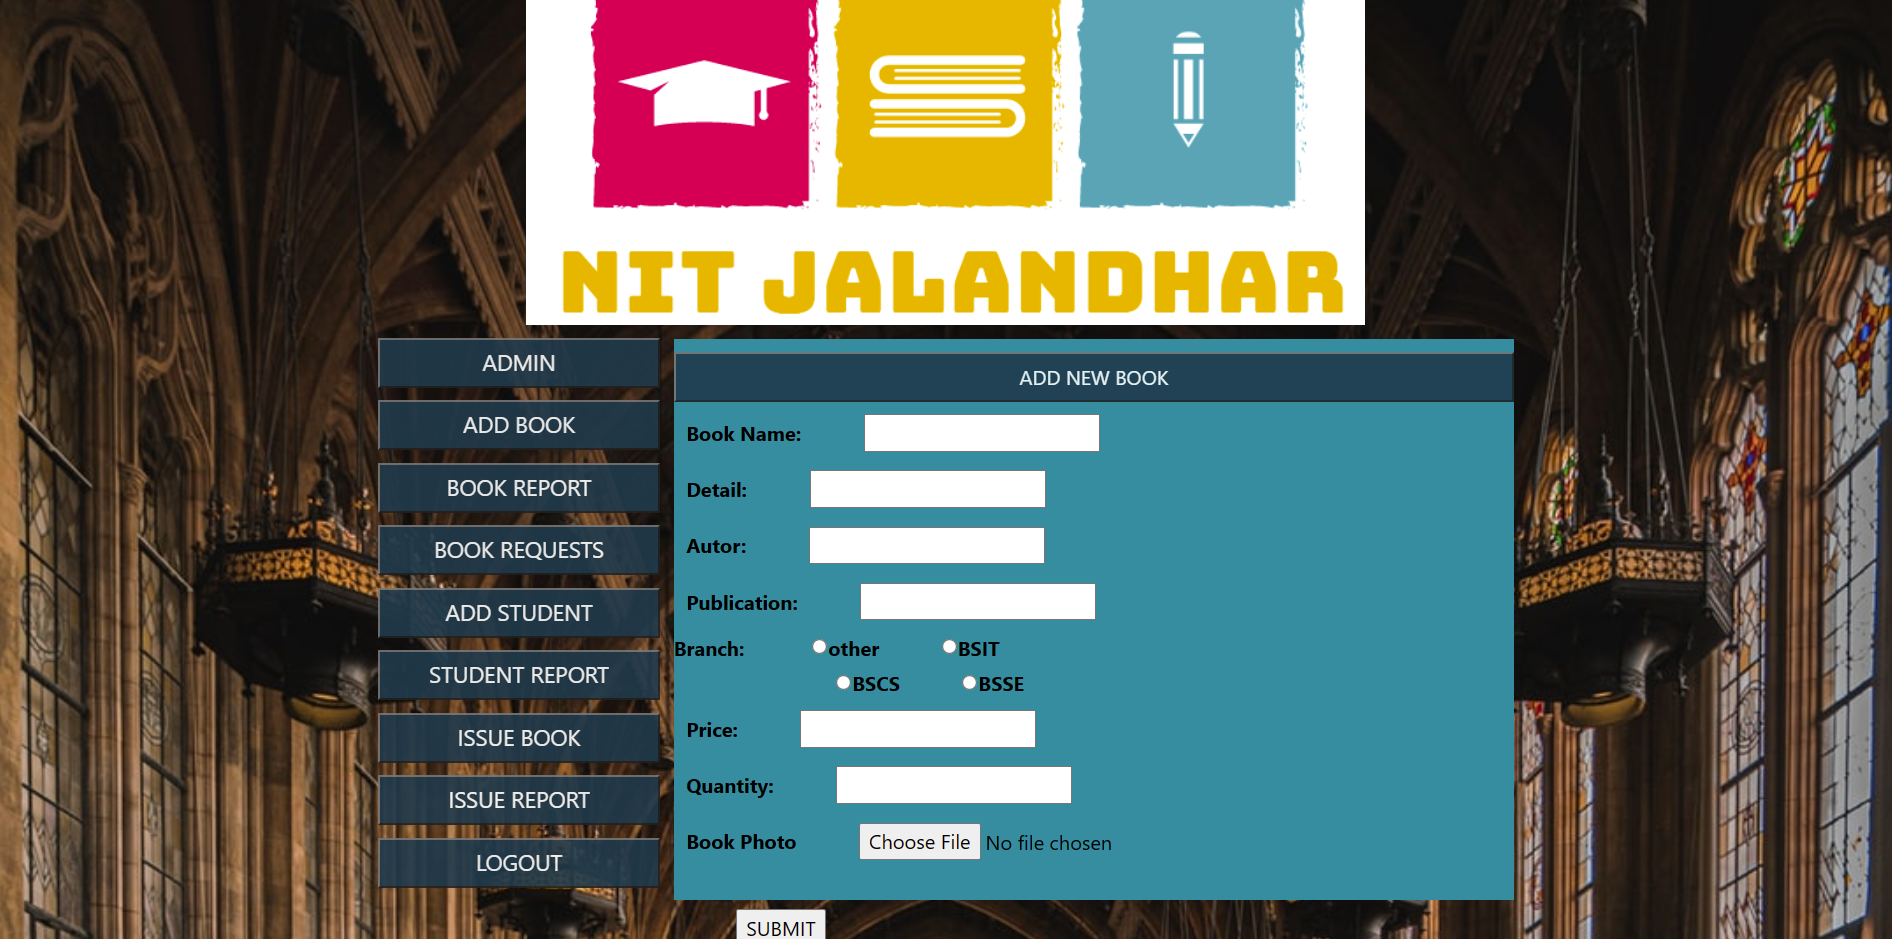 NIT JALANDHAR
ADMIN
ADD BOOK
BOOK REPORT
BOOK REQUESTS
ADD STUDENT
STUDENT REPORT
ISSUE BOOK
ISSUE REPORT
LOGOUT
ADD NEW BOOK
Book Name:
Detail:
Autor:
Publication:
Branch: other BSIT
BSCS BSSE
Price:
Quantity:
Book Photo Choose File No file chosen
SUBMIT